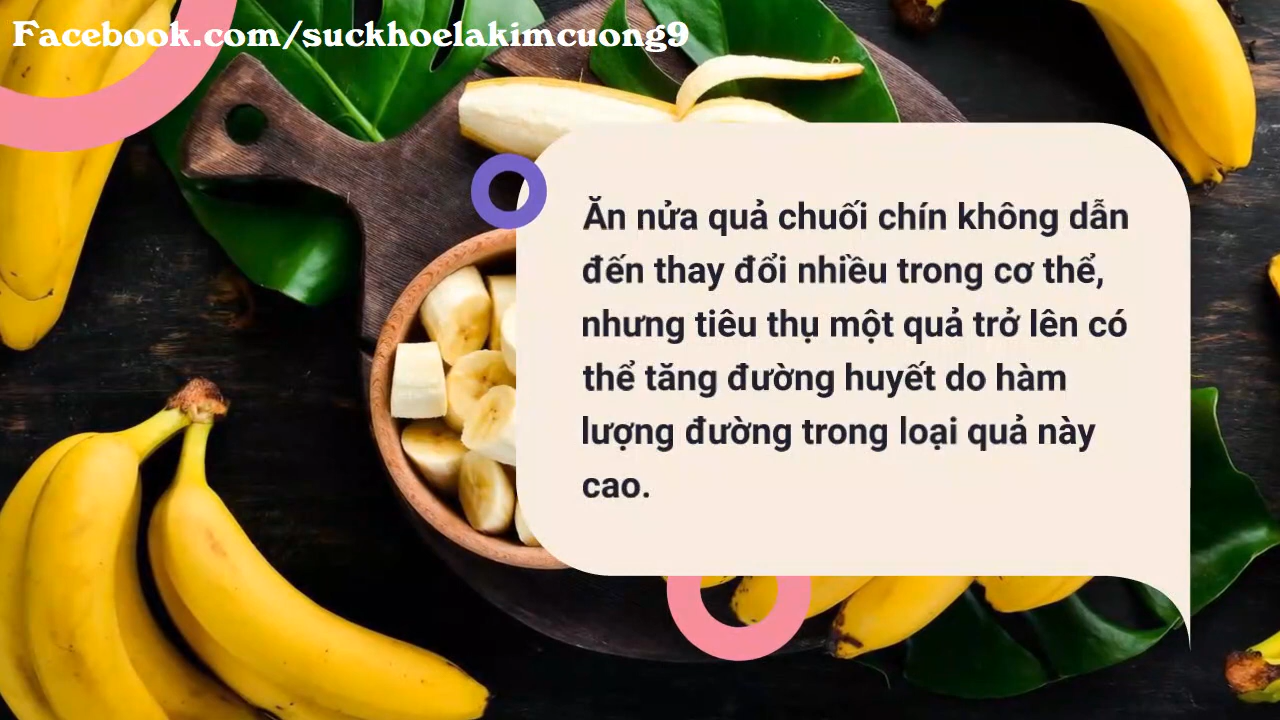 Facebook.com/suckhoelakimcuong9
Ăn nửa quả chuối chín không dẫn
đến thay đổi nhiều trong cơ thể,
nhưng tiêu thụ một quả trở lên có
thể tăng đường huyết do hàm
lượng đường trong loại quả này
cao.